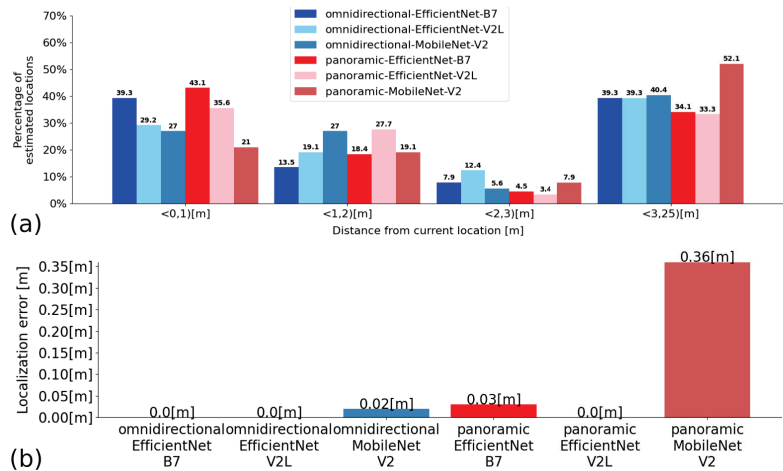 70%
60%
50%
40%
30%
20%
10%
0%
Percentage of
estimated locations
omnidirectional-EfficientNet-B7
omnidirectional-EfficientNet-V2L
omnidirectional-MobileNet-V2
panoramic-EfficientNet-B7
panoramic-EfficientNet-V2L
panoramic-MobileNet-V2
39.3 29.2 27 43.1 35.6 21
13.5 19.1 27 18.4 27.7 19.1
7.9 12.4 5.6 4.5 3.4 7.9
39.3 39.3 40.4 34.1 33.3 52.1
<0,1)[m] <1,2)[m] <2,3)[m] <3,25)[m]
Distance from current location [m]
(a)
0.35[m]
0.30[m]
0.25[m]
0.20[m]
0.15[m]
0.10[m]
0.05[m]
0.00[m]
Localization error [m]
0.0[m] 0.0[m] 0.02[m] 0.03[m] 0.0[m] 0.36[m]
omnidirectional omnidirectional omnidirectional panoramic panoramic panoramic
EfficientNet EfficientNet MobileNet EfficientNet EfficientNet MobileNet
B7 V2L V2 B7 V2L V2
(b)